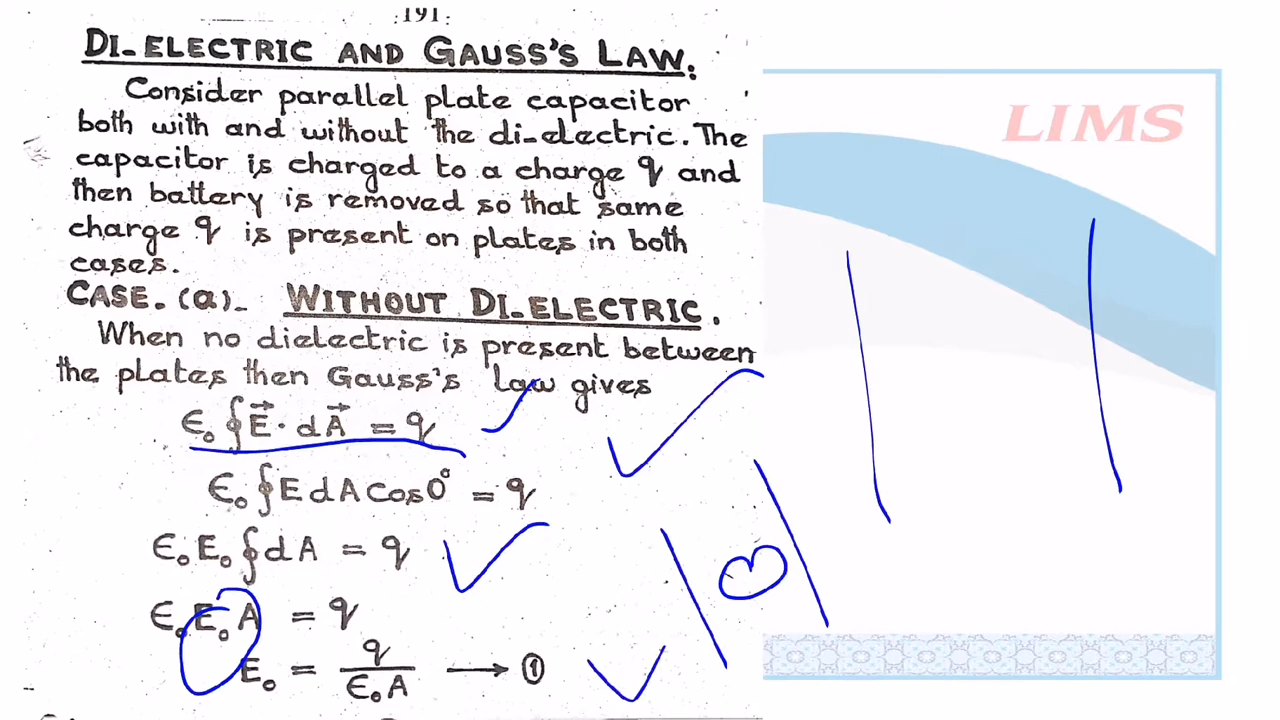 191.
DI-ELECTRIC AND GAUSS'S LAW:
Consider parallel plate capacitor
both with and without the di-electric. The
capacitor is charged to a charge q and
then battery is removed so that same
charge q is present on plates in both
cases.
CASE.(a)- WITHOUT DI-ELECTRIC.
When no dielectric is present between
the plates then Gauss's law gives
ϵ₀∮E⃗·dA⃗ = q
ϵ₀∮EdACos0° = q
ϵ₀E₀∮dA = q
ϵ₀E₀A = q
E₀ = q/ϵ₀A ⟶ ①
LIMS